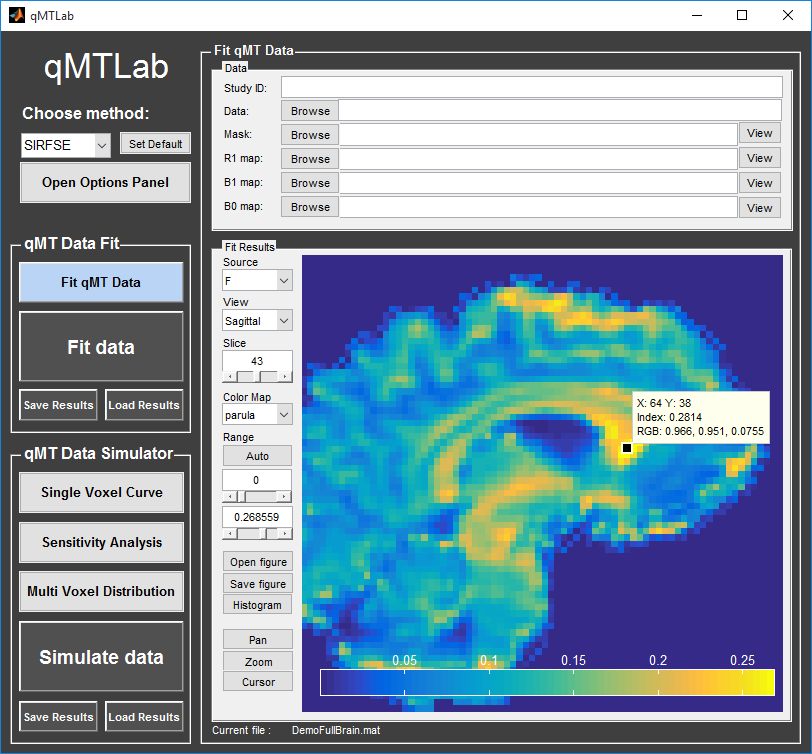 qMTLab
qMTLab
Choose method:
SIRFSE
Set Default
Open Options Panel
qMT Data Fit
Fit qMT Data
Fit data
Save Results
Load Results
qMT Data Simulator
Single Voxel Curve
Sensitivity Analysis
Multi Voxel Distribution
Simulate data
Save Results
Load Results
Fit qMT Data
Data
Study ID:
Data: Browse
Mask: Browse View
R1 map: Browse View
B1 map: Browse View
B0 map: Browse View
Fit Results
Source
F
View
Sagittal
Slice
43
Color Map
parula
Range
Auto
0
0.268559
Open figure
Save figure
Histogram
Pan
Zoom
Cursor
X: 64 Y: 38
Index: 0.2814
RGB: 0.966, 0.951, 0.0755
0.05 0.1 0.15 0.2 0.25
Current file : DemoFullBrain.mat